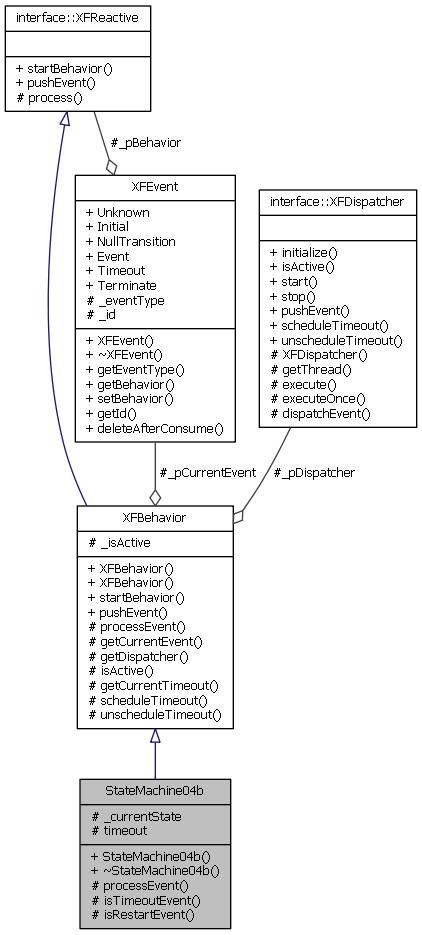 interface::XFReactive
+ startBehavior()
+ pushEvent()
# process()
#_pBehavior
XFEvent
+ Unknown
+ Initial
+ NullTransition
+ Event
+ Timeout
+ Terminate
# _eventType
# _id
+ XFEvent()
+ ~XFEvent()
+ getEventType()
+ getBehavior()
+ setBehavior()
+ getId()
+ deleteAfterConsume()
interface::XFDispatcher
+ initialize()
+ isActive()
+ start()
+ stop()
+ pushEvent()
+ scheduleTimeout()
+ unscheduleTimeout()
# XFDispatcher()
# getThread()
# execute()
# executeOnce()
# dispatchEvent()
#_pCurrentEvent
#_pDispatcher
XFBehavior
# _isActive
+ XFBehavior()
+ XFBehavior()
+ startBehavior()
+ pushEvent()
# processEvent()
# getCurrentEvent()
# getDispatcher()
# isActive()
# getCurrentTimeout()
# scheduleTimeout()
# unscheduleTimeout()
StateMachine04b
# _currentState
# timeout
+ StateMachine04b()
+ ~StateMachine04b()
# processEvent()
# isTimeoutEvent()
# isRestartEvent()